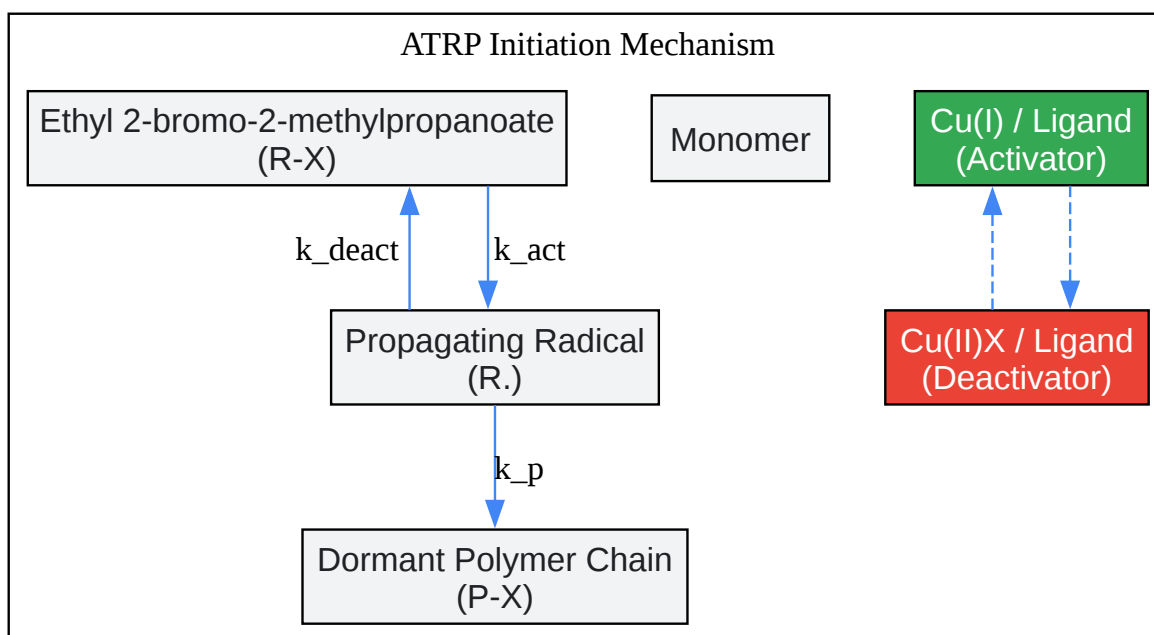 ATRP Initiation Mechanism
Ethyl 2-bromo-2-methylpropanoate
(R-X)
Monomer
Cu(I) / Ligand
(Activator)
k_deact
k_act
Propagating Radical
(R.)
Cu(II)X / Ligand
(Deactivator)
k_p
Dormant Polymer Chain
(P-X)